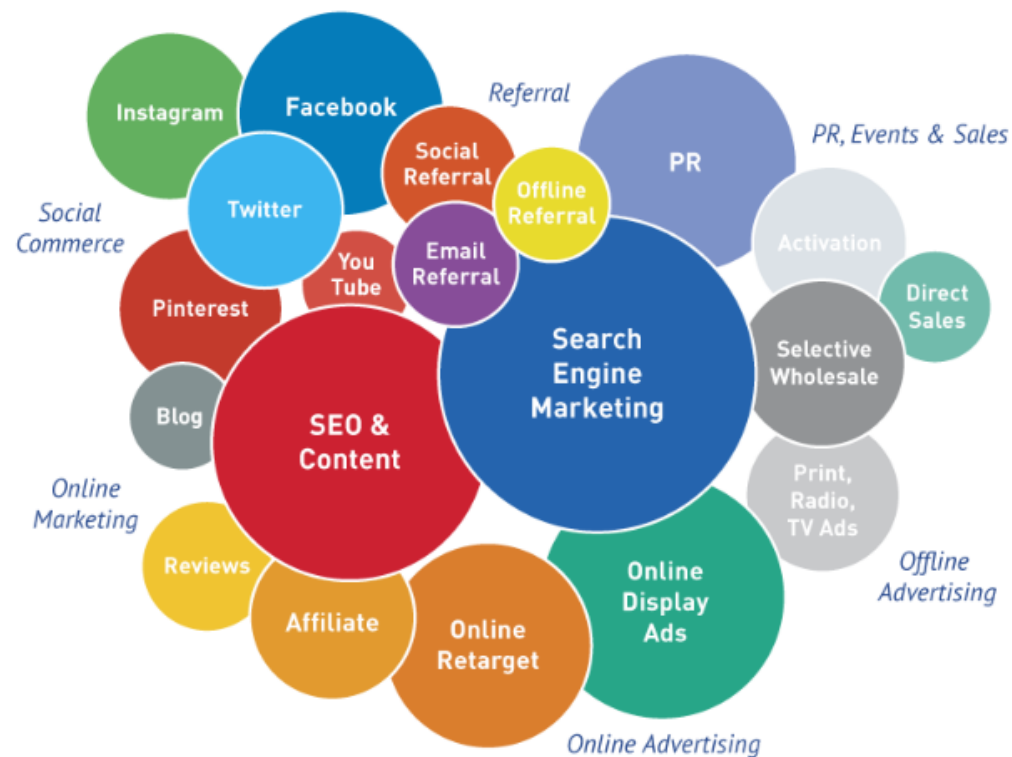 Instagram
Facebook
Referral
PR, Events & Sales
Social
Referral
PR
Offline
Referral
Twitter
Social
Commerce
Activation
You
Tube
Email
Referral
Pinterest
Direct
Sales
Search
Engine
Marketing
Selective
Wholesale
Blog
SEO &
Content
Online
Marketing
Print,
Radio,
TV Ads
Reviews
Offline
Advertising
Affiliate
Online
Retarget
Online
Display
Ads
Online Advertising